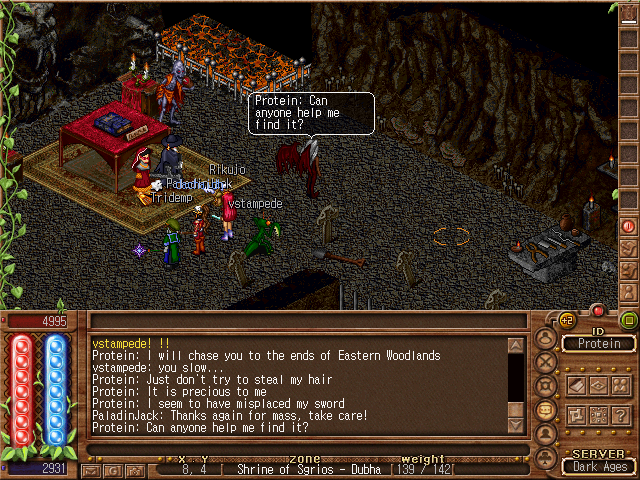 Protein: Can
anyone help me
find it?
Rikujo
PaladinJack
Tridemp
vstampede
4995
vstampede! !!
Protein: I will chase you to the ends of Eastern Woodlands
vstampede: you slow...
Protein: Just don't try to steal my hair
Protein: It is precious to me
Protein: I seem to have misplaced my sword
PaladinJack: Thanks again for mass, take care!
Protein: Can anyone help me find it?
+2
ID
Protein
?
SERVER
Dark Ages
2931
x y zone weight
8, 4 [ Shrine of Sgrios - Dubha [139 / 142[